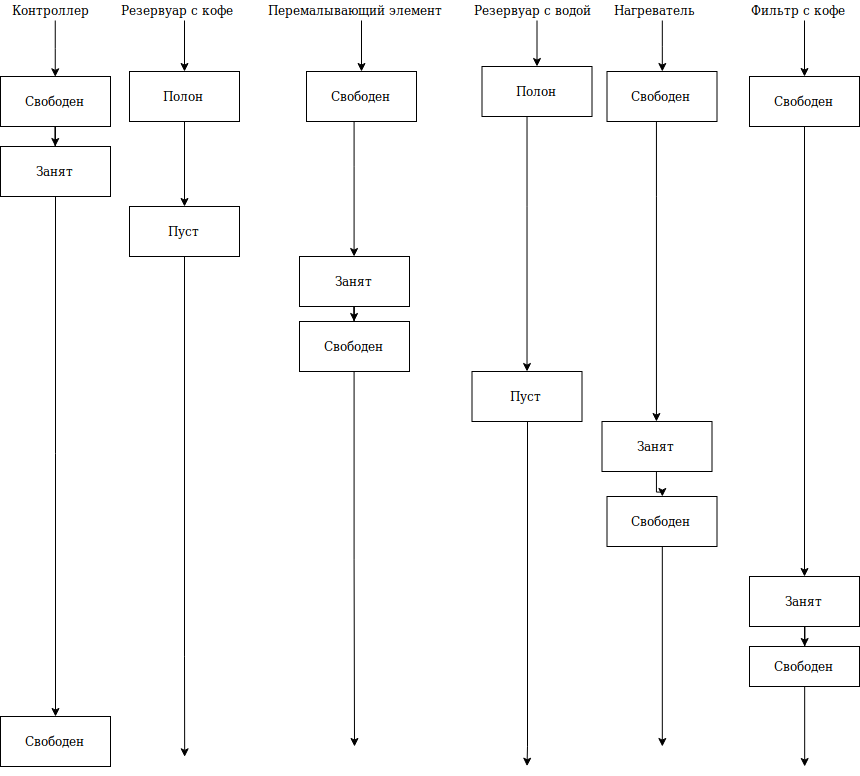 Контроллер
Резервуар с кофе
Перемалывающий элемент
Резервуар с водой
Нагреватель
Фильтр с кофе
Свободен
Полон
Свободен
Полон
Свободен
Свободен
Занят
Пуст
Занят
Свободен
Пуст
Занят
Свободен
Занят
Свободен
Свободен